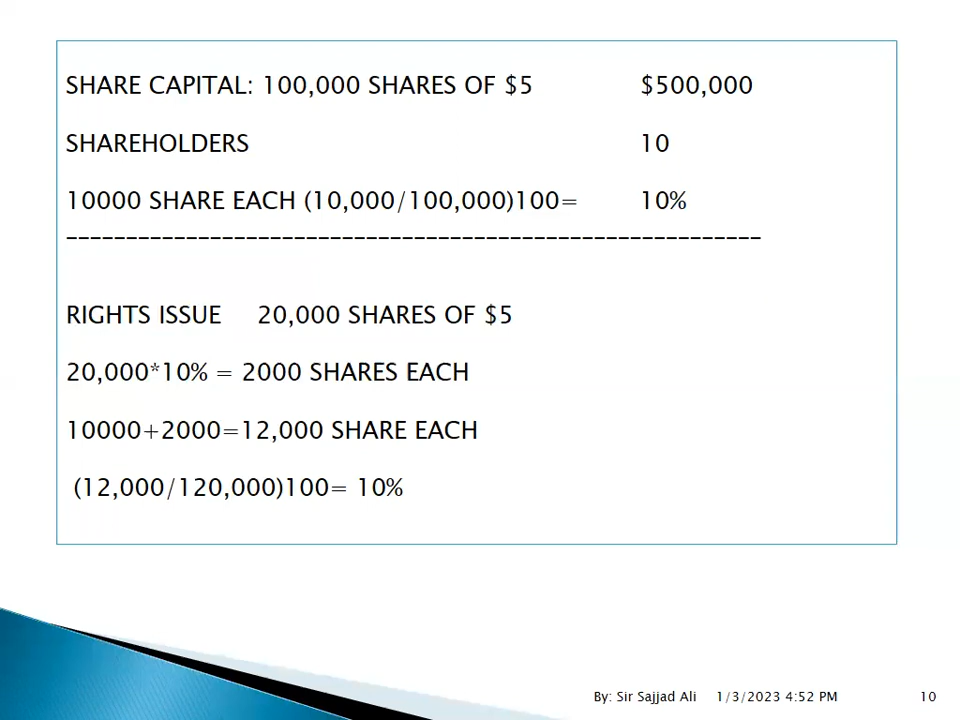 SHARE CAPITAL: 100,000 SHARES OF $5 $500,000
SHAREHOLDERS 10
10000 SHARE EACH (10,000/100,000)100= 10%
----------------------------------------------------------
RIGHTS ISSUE 20,000 SHARES OF $5
20,000*10% = 2000 SHARES EACH
10000+2000=12,000 SHARE EACH
(12,000/120,000)100= 10%
By: Sir Sajjad Ali 1/3/2023 4:52 PM 10